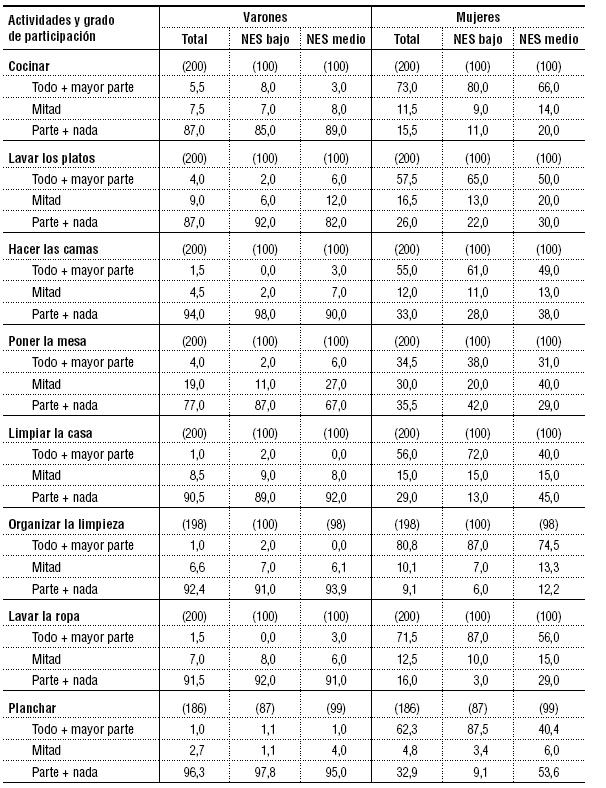 Actividades y grado de participación Varones Mujeres
Total NES bajo NES medio Total NES bajo NES medio
Cocinar (200) (100) (100) (200) (100) (100)
Todo + mayor parte 5,5 8,0 3,0 73,0 80,0 66,0
Mitad 7,5 7,0 8,0 11,5 9,0 14,0
Parte + nada 87,0 85,0 89,0 15,5 11,0 20,0
Lavar los platos (200) (100) (100) (200) (100) (100)
Todo + mayor parte 4,0 2,0 6,0 57,5 65,0 50,0
Mitad 9,0 6,0 12,0 16,5 13,0 20,0
Parte + nada 87,0 92,0 82,0 26,0 22,0 30,0
Hacer las camas (200) (100) (100) (200) (100) (100)
Todo + mayor parte 1,5 0,0 3,0 55,0 61,0 49,0
Mitad 4,5 2,0 7,0 12,0 11,0 13,0
Parte + nada 94,0 98,0 90,0 33,0 28,0 38,0
Poner la mesa (200) (100) (100) (200) (100) (100)
Todo + mayor parte 4,0 2,0 6,0 34,5 38,0 31,0
Mitad 19,0 11,0 27,0 30,0 20,0 40,0
Parte + nada 77,0 87,0 67,0 35,5 42,0 29,0
Limpiar la casa (200) (100) (100) (200) (100) (100)
Todo + mayor parte 1,0 2,0 0,0 56,0 72,0 40,0
Mitad 8,5 9,0 8,0 15,0 15,0 15,0
Parte + nada 90,5 89,0 92,0 29,0 13,0 45,0
Organizar la limpieza (198) (100) (98) (198) (100) (98)
Todo + mayor parte 1,0 2,0 0,0 80,8 87,0 74,5
Mitad 6,6 7,0 6,1 10,1 7,0 13,3
Parte + nada 92,4 91,0 93,9 9,1 6,0 12,2
Lavar la ropa (200) (100) (100) (200) (100) (100)
Todo + mayor parte 1,5 0,0 3,0 71,5 87,0 56,0
Mitad 7,0 8,0 6,0 12,5 10,0 15,0
Parte + nada 91,5 92,0 91,0 16,0 3,0 29,0
Planchar (186) (87) (99) (186) (87) (99)
Todo + mayor parte 1,0 1,1 1,0 62,3 87,5 40,4
Mitad 2,7 1,1 4,0 4,8 3,4 6,0
Parte + nada 96,3 97,8 95,0 32,9 9,1 53,6